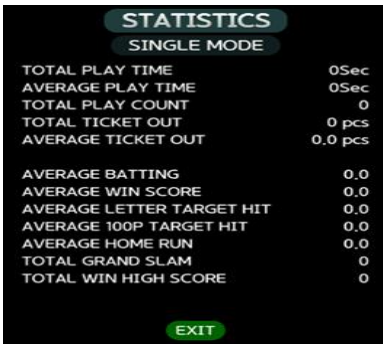 STATISTICS
SINGLE MODE
TOTAL PLAY TIME 0Sec
AVERAGE PLAY TIME 0Sec
TOTAL PLAY COUNT 0
TOTAL TICKET OUT 0 pcs
AVERAGE TICKET OUT 0.0 pcs
AVERAGE BATTING 0.0
AVERAGE WIN SCORE 0.0
AVERAGE LETTER TARGET HIT 0.0
AVERAGE 100P TARGET HIT 0.0
AVERAGE HOME RUN 0.0
TOTAL GRAND SLAM 0
TOTAL WIN HIGH SCORE 0
EXIT